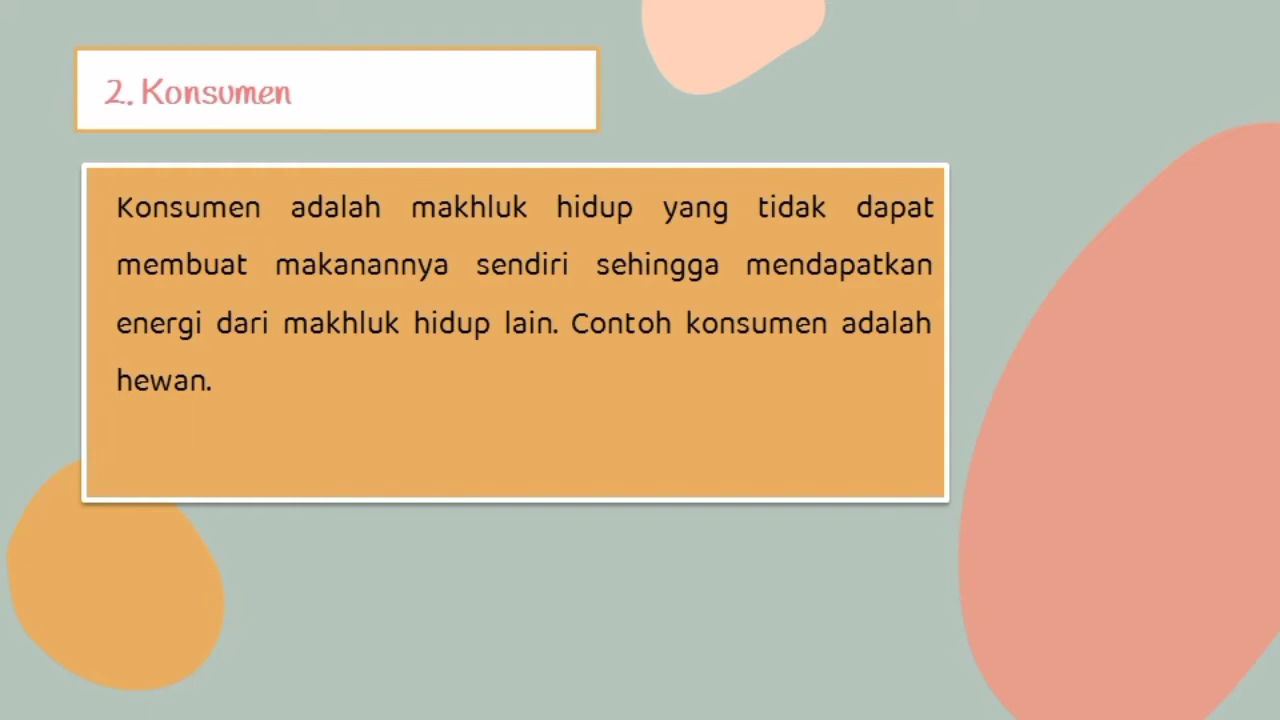 2. Konsumen
Konsumen adalah makhluk hidup yang tidak dapat
membuat makanannya sendiri sehingga mendapatkan
energi dari makhluk hidup lain. Contoh konsumen adalah
hewan.